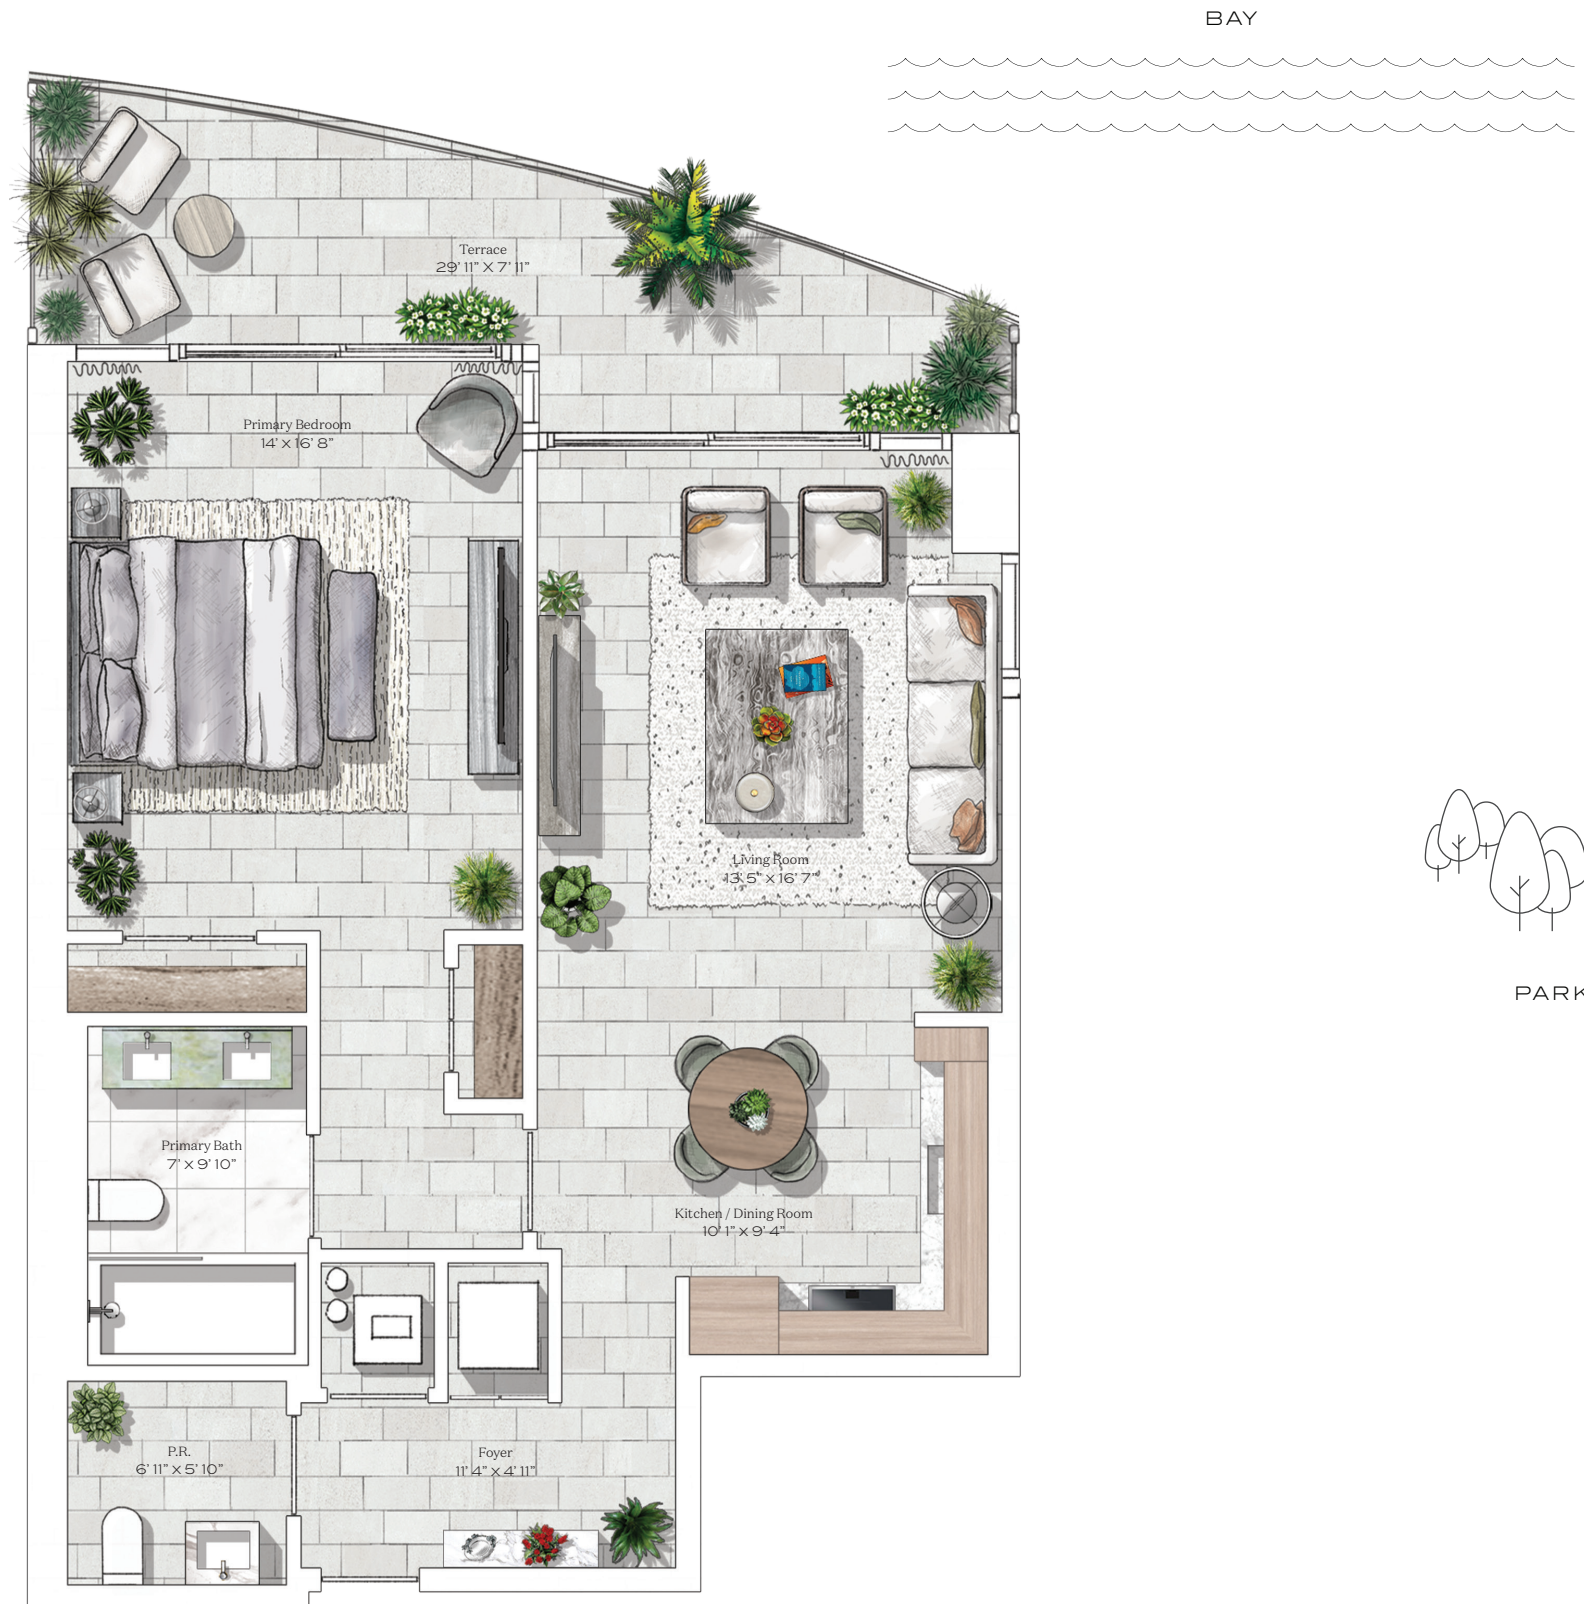 BAY
Terrace
29' 11" X 7' 11"
Primary Bedroom
14' X 16' 8"
Living Room
13' 5" X 16' 7"
PARK
Primary Bath
7' X 9' 10"
Kitchen / Dining Room
10' 1" X 9' 4"
P.R.
6' 11" X 5' 10"
Foyer
11' 4" X 4' 11"